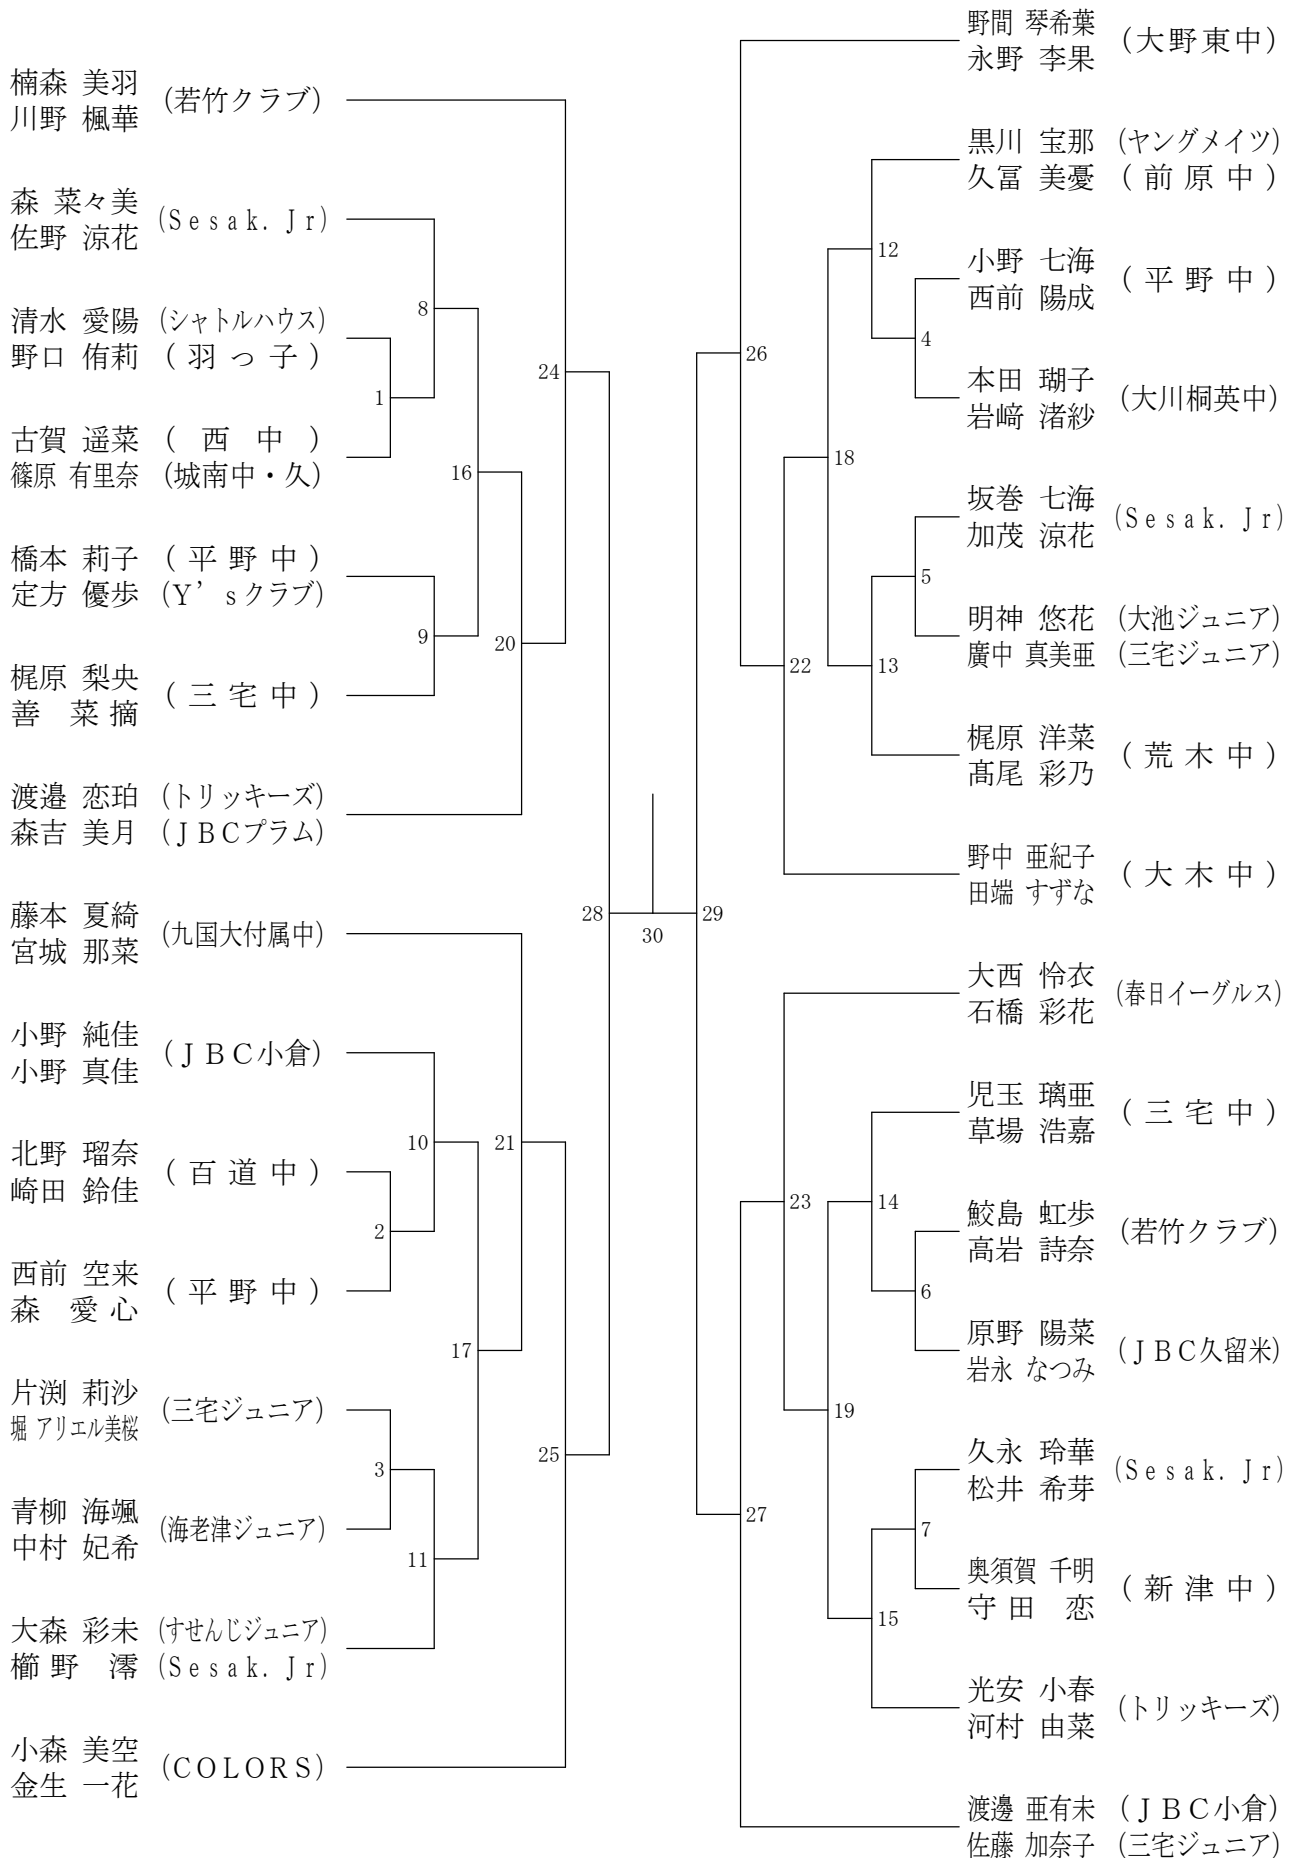 楠森 美羽 (若竹クラブ)
川野 楓華
森 菜々美 (Sesak. Jr)
佐野 涼花
清水 愛陽 (シャトルハウス)
野口 侑莉 (羽っ子)
古賀 遥菜 (西中)
篠原 有里奈 (城南中・久)
橋本 莉子 (平野中)
定方 優歩 (Y’sクラブ)
梶原 梨央 (三宅中)
善 菜摘
渡邉 恋珀 (トリッキーズ)
森吉 美月 (JBCプラム)
藤本 夏綺 (九国大付属中)
宮城 那菜
小野 純佳 (JBC小倉)
小野 真佳
北野 瑠奈 (百道中)
崎田 鈴佳
西前 空来 (平野中)
森 愛心
片渕 莉沙 (三宅ジュニア)
堀 アリエル美桜
青柳 海颯 (海老津ジュニア)
中村 妃希
大森 彩未 (すせんじジュニア)
櫛野 澪 (Sesak. Jr)
小森 美空 (COLORS)
金生 一花
8
1
16
9
20
24
10
2
21
17
3
11
25
28
30
29
26
12
4
18
5
13
22
23
14
6
19
7
15
27
野間 琴希葉 (大野東中)
永野 李果
黒川 宝那 (ヤングメイツ)
久冨 美憂 (前原中)
小野 七海 (平野中)
西前 陽成
本田 瑚子 (大川桐英中)
岩﨑 渚紗
坂巻 七海 (Sesak. Jr)
加茂 涼花
明神 悠花 (大池ジュニア)
廣中 真美亜 (三宅ジュニア)
梶原 洋菜 (荒木中)
髙尾 彩乃
野中 亜紀子 (大木中)
田端 すずな
大西 怜衣 (春日イーグルス)
石橋 彩花
児玉 璃亜 (三宅中)
草場 浩嘉
鮫島 虹歩 (若竹クラブ)
高岩 詩奈
原野 陽菜 (JBC久留米)
岩永 なつみ
久永 玲華 (Sesak. Jr)
松井 希芽
奥須賀 千明 (新津中)
守田 恋
光安 小春 (トリッキーズ)
河村 由菜
渡邊 亜有未 (JBC小倉)
佐藤 加奈子 (三宅ジュニア)